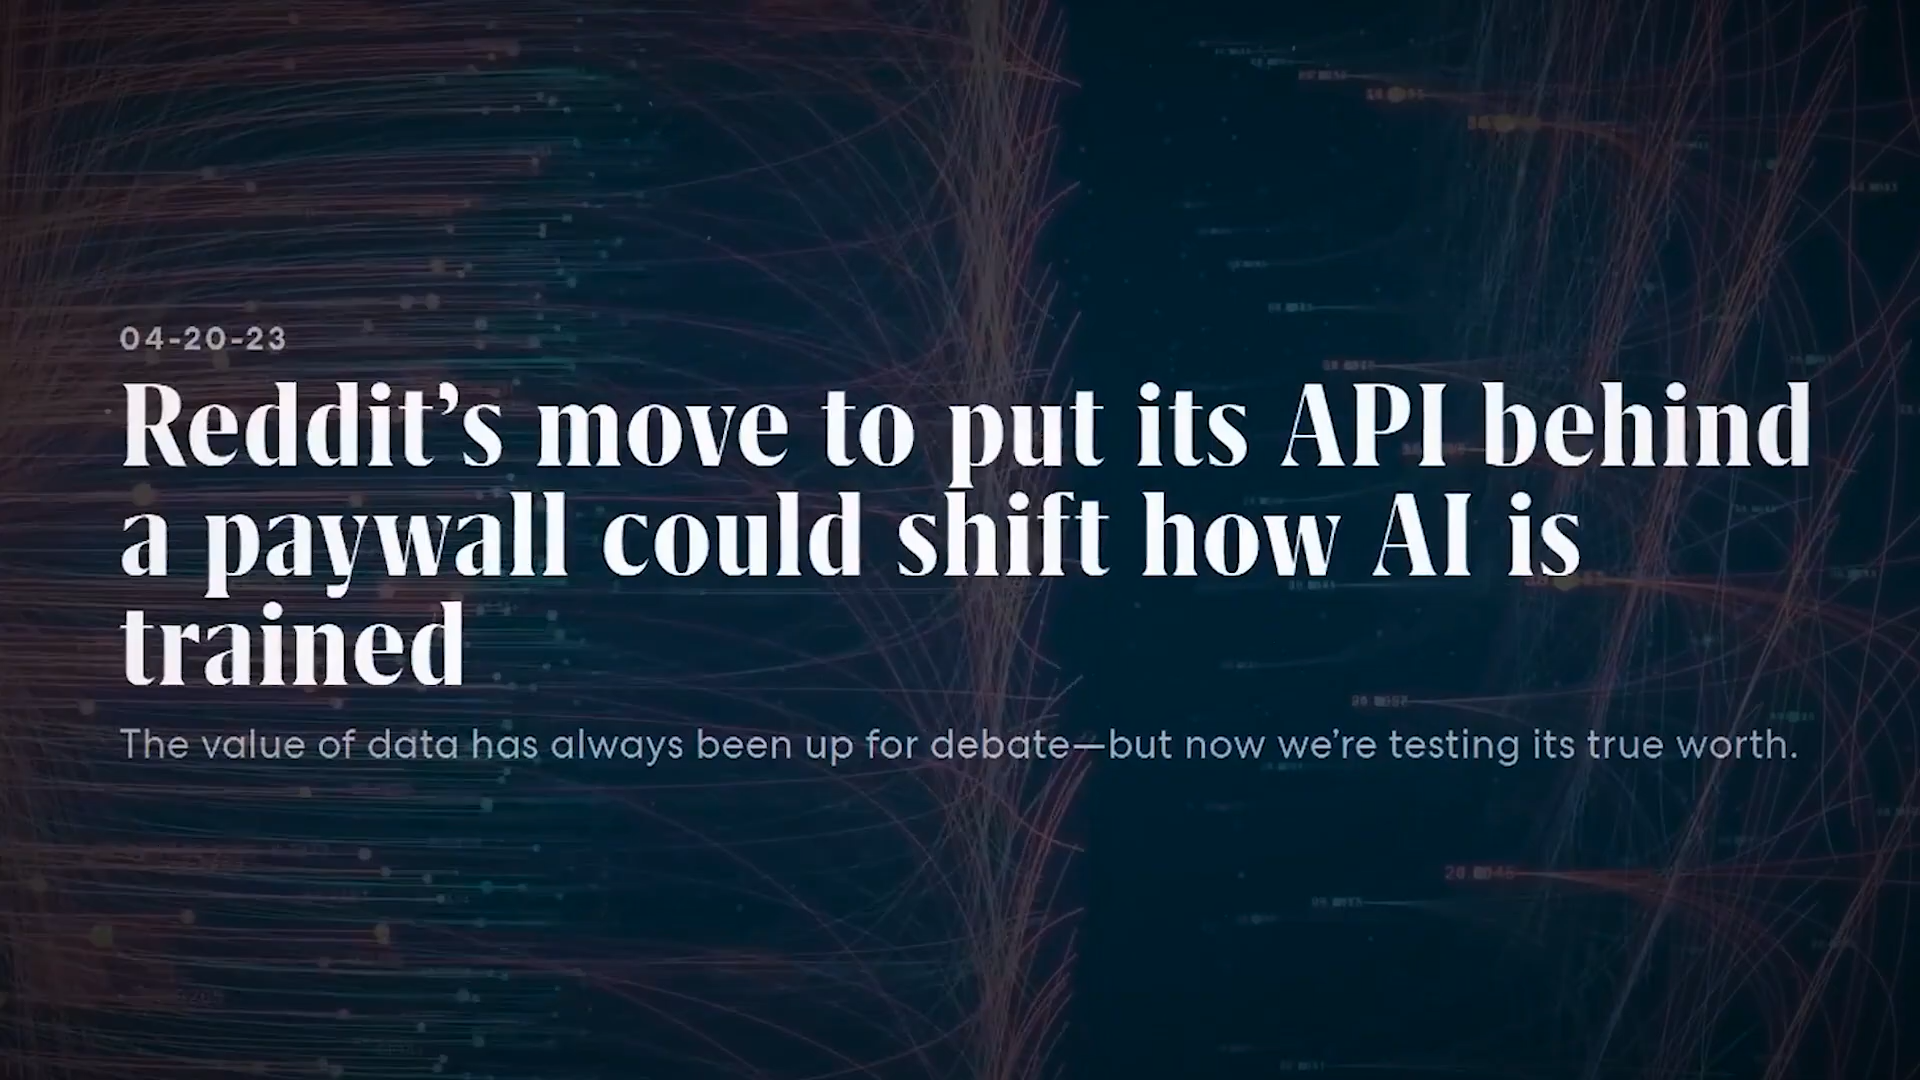 04-20-23
Reddit’s move to put its API behind
a paywall could shift how AI is
trained
The value of data has always been up for debate—but now we’re testing its true worth.